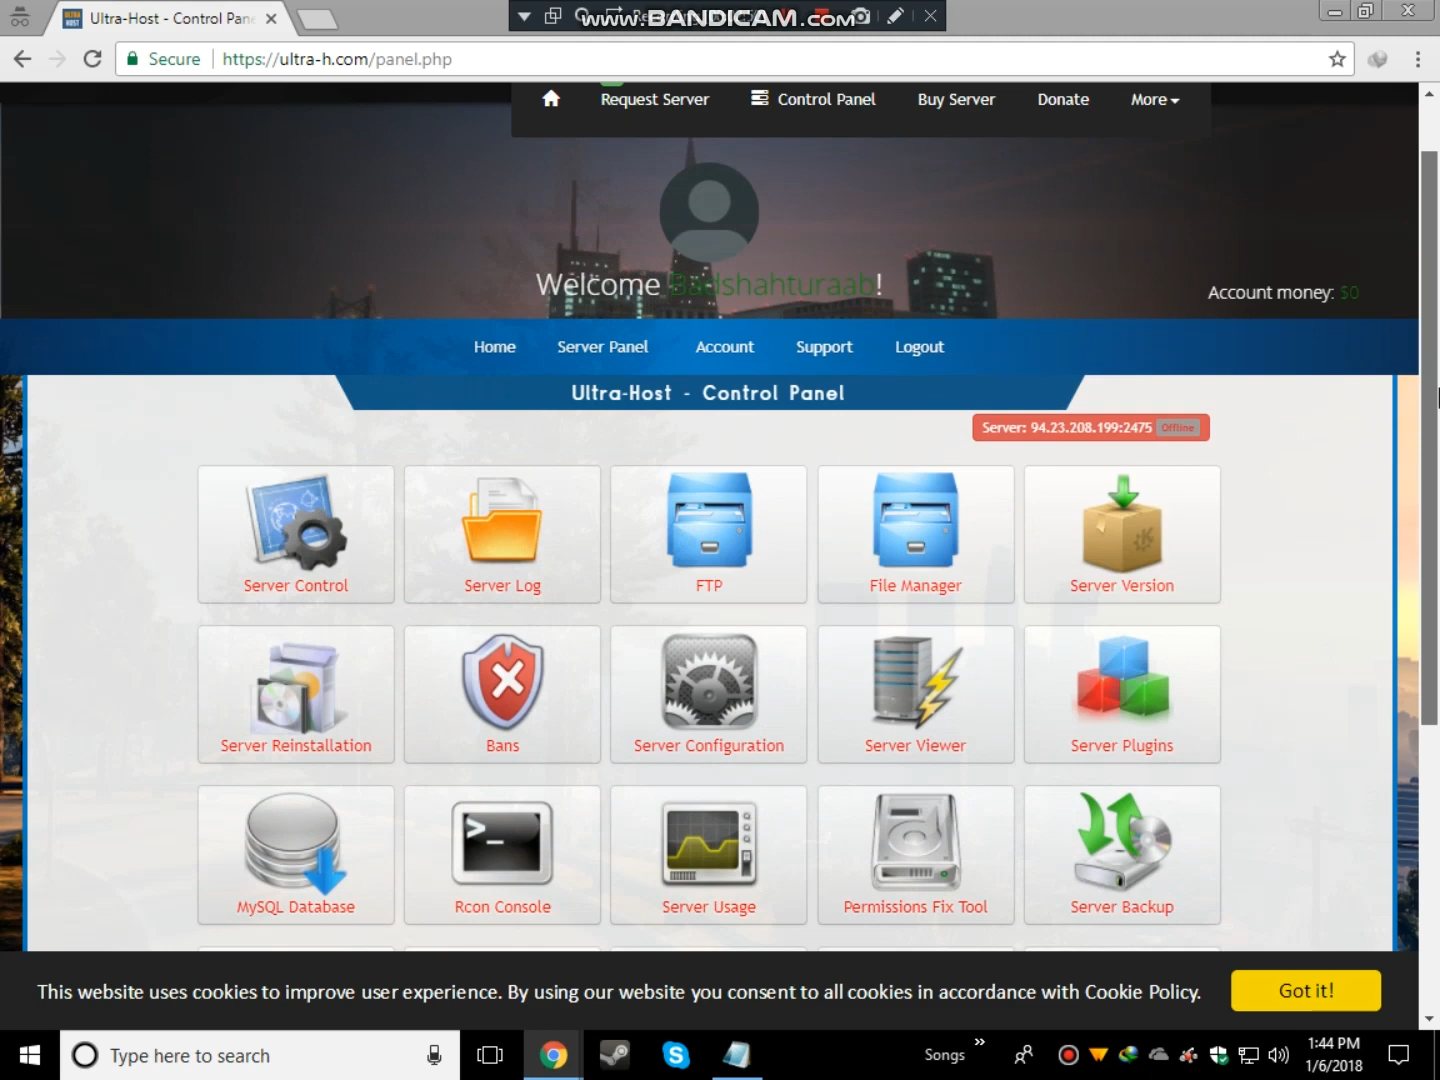 Ultra-Host - Control Pane
www.BANDICAM.com
Secure
https://ultra-h.com/panel.php
Request Server
Control Panel
Buy Server
Donate
More
Welcome Badshahturaab!
Account money: $0
Home
Server Panel
Account
Support
Logout
Ultra-Host - Control Panel
Server: 94.23.208.199:2475 Offline
Server Control
Server Log
FTP
File Manager
Server Version
Server Reinstallation
Bans
Server Configuration
Server Viewer
Server Plugins
MySQL Database
Rcon Console
Server Usage
Permissions Fix Tool
Server Backup
This website uses cookies to improve user experience. By using our website you consent to all cookies in accordance with Cookie Policy.
Got it!
Type here to search
Songs
1:44 PM
1/6/2018